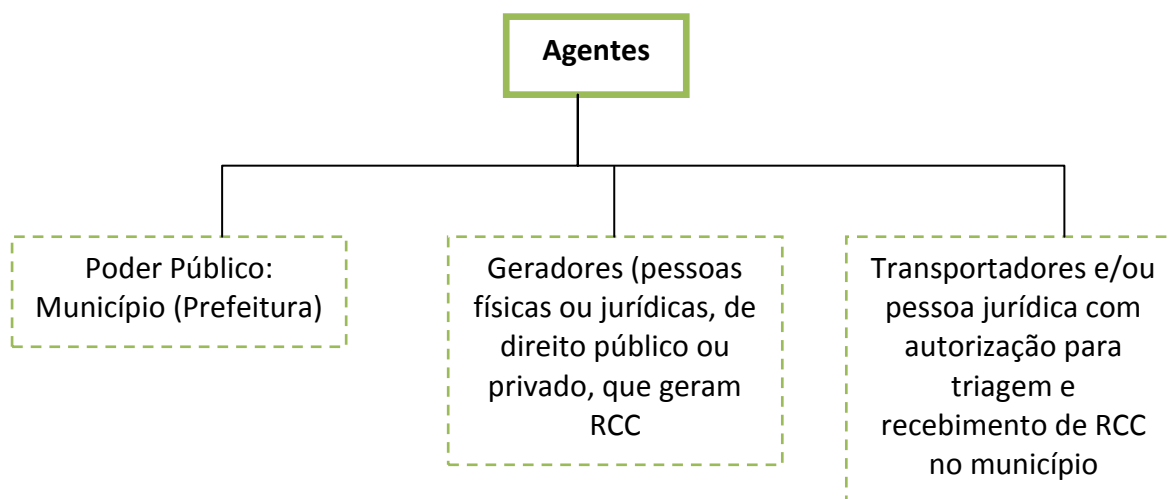 Agentes
Poder Público:
Município (Prefeitura)
Geradores (pessoas
físicas ou jurídicas, de
direito público ou
privado, que geram
RCC
Transportadores e/ou
pessoa jurídica com
autorização para
triagem e
recebimento de RCC
no município